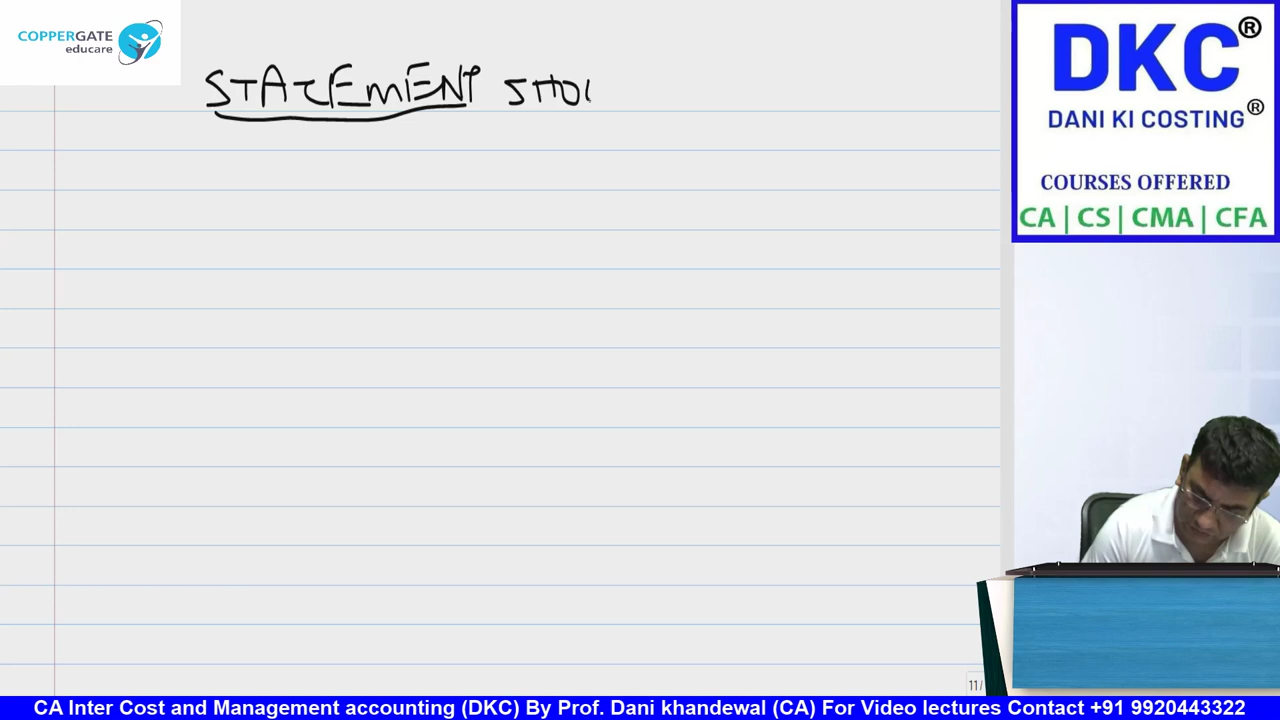 COPPERGATE
educare
STATEMENT SHO
DKC®
DANI KI COSTING®
COURSES OFFERED
CA | CS | CMA | CFA
11/
CA Inter Cost and Management accounting (DKC) By Prof. Dani khandewal (CA) For Video lectures Contact +91 9920443322